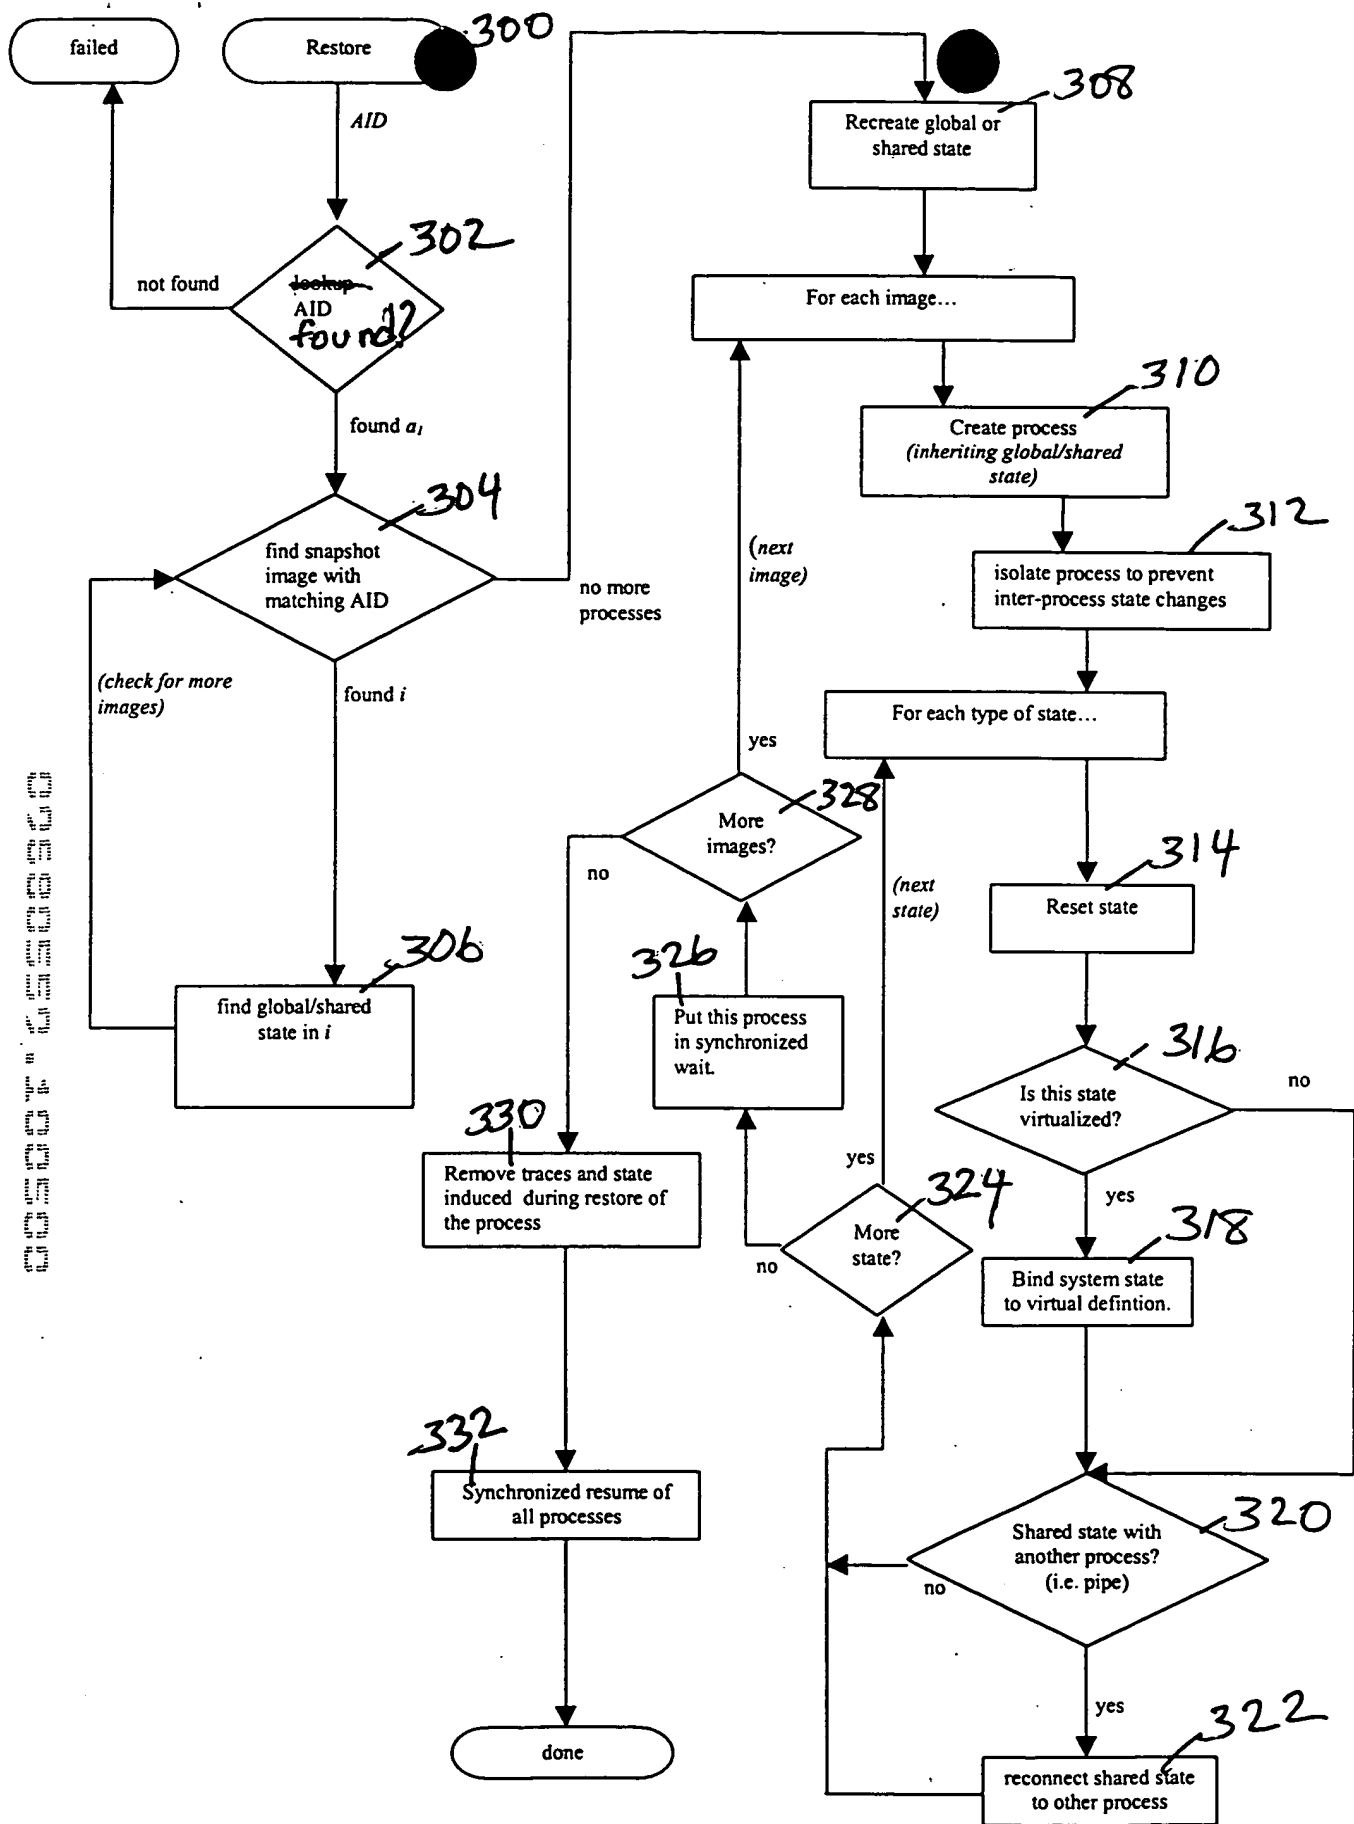 failed
Restore
300
AID
302
lookup
AID
found?
not found
found a1
304
find snapshot
image with
matching AID
no more
processes
(check for more
images)
found i
306
find global/shared
state in i
308
Recreate global or
shared state
For each image...
310
Create process
(inheriting global/shared
state)
312
isolate process to prevent
inter-process state changes
(next
image)
For each type of state...
yes
328
More
images?
no
(next
state)
314
Reset state
326
Put this process
in synchronized
wait.
316
Is this state
virtualized?
no
330
Remove traces and state
induced during restore of
the process
yes
324
More
state?
no
yes
318
Bind system state
to virtual defintion.
332
Synchronized resume of
all processes
320
Shared state with
another process?
(i.e. pipe)
no
yes
done
322
reconnect shared state
to other process